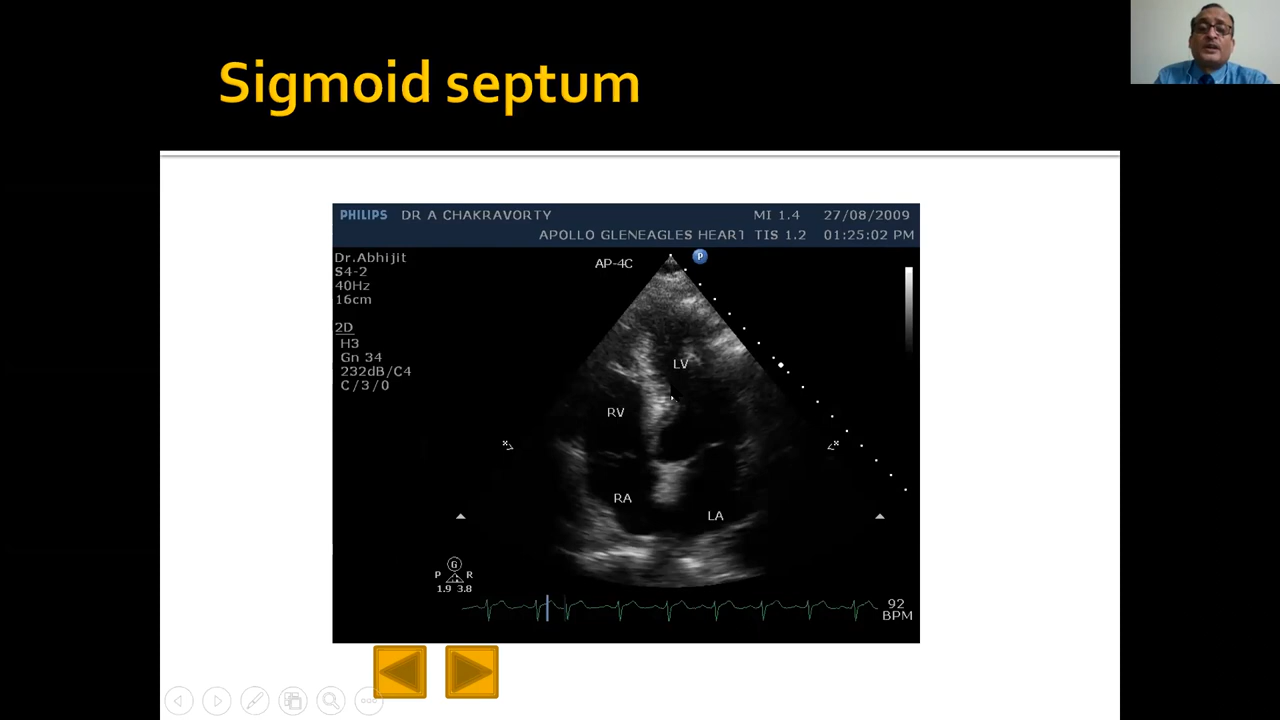 Sigmoid septum
PHILIPS DR A CHAKRAVORTY MI 1.4 27/08/2009
APOLLO GLENEAGLES HEART TIS 1.2 01:25:02 PM
Dr.Abhijit
S4-2
40Hz
16cm
2D
H3
Gn 34
232dB/C4
C/3/0
AP-4C
P
LV
RV
RA
LA
G
P R
1.9 3.8
92
BPM